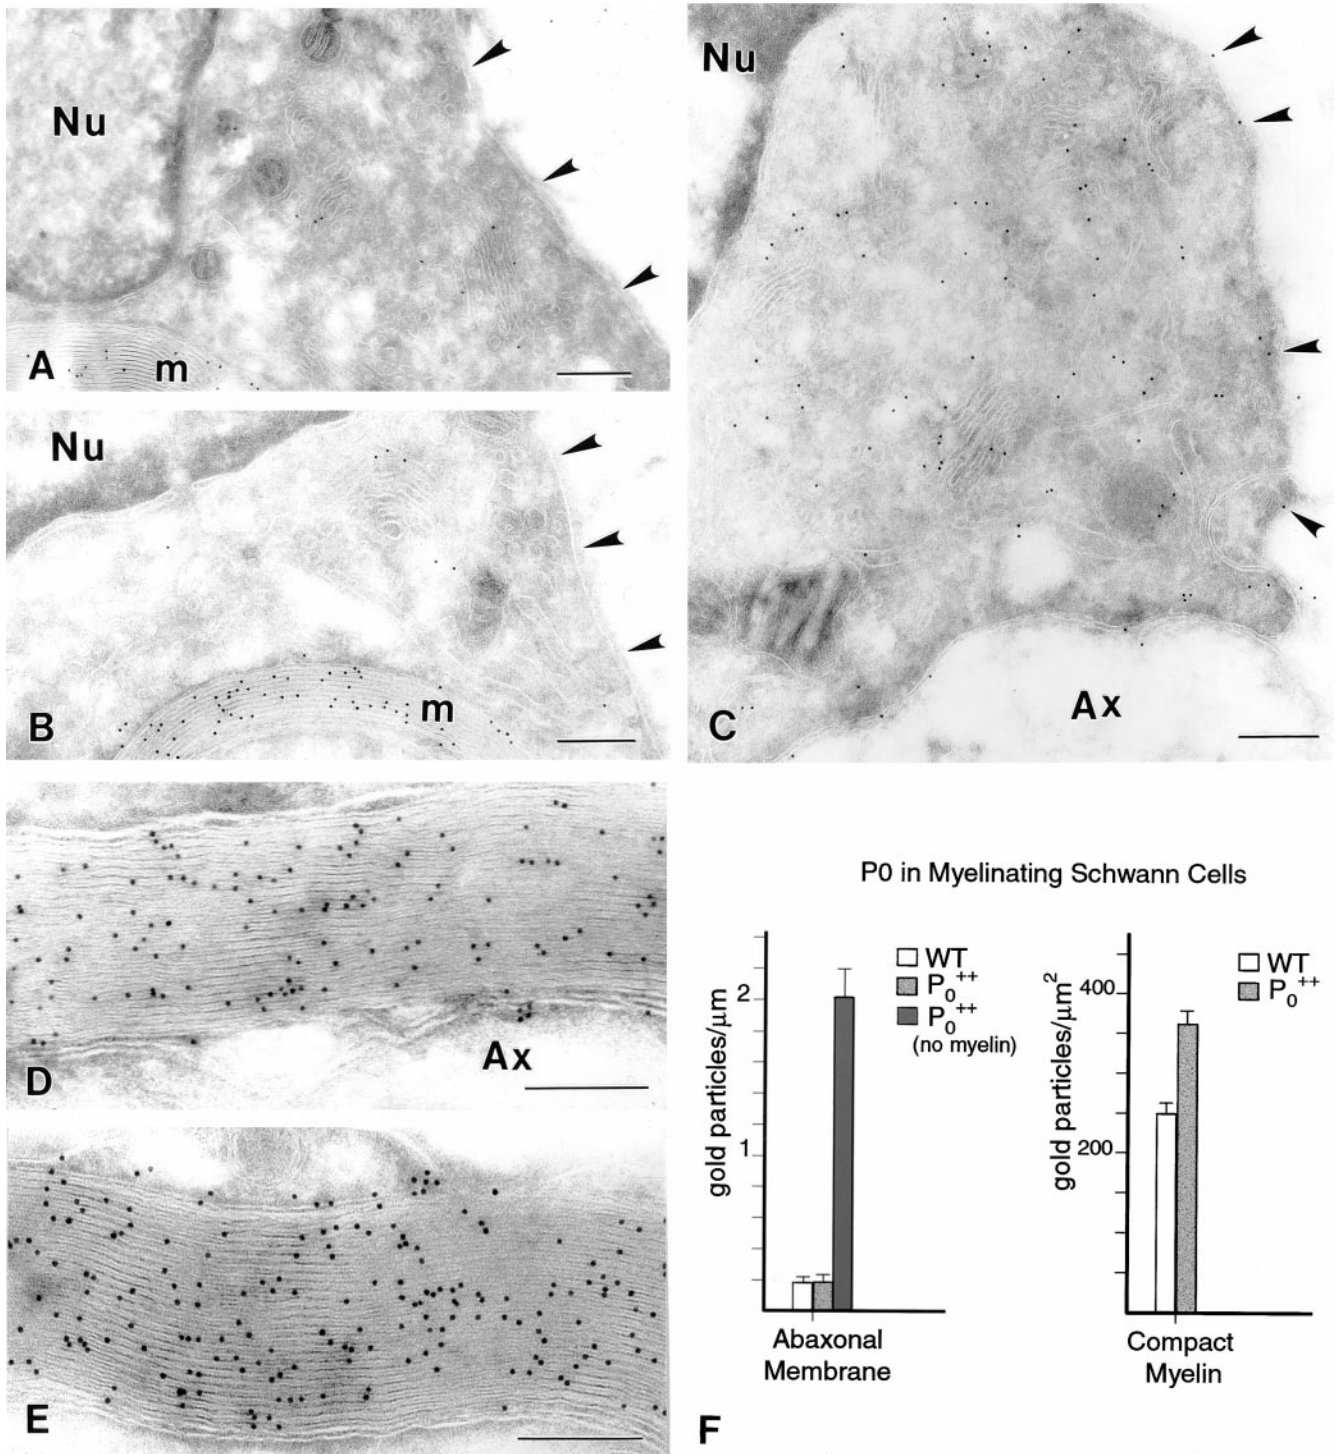 Nu
A
m
Nu
B
m
Nu
C
Ax
D
Ax
E
P0 in Myelinating Schwann Cells
gold particles/μm
2
1
WT
P0++
P0++
(no myelin)
Abaxonal
Membrane
gold particles/μm2
400
200
WT
P0++
Compact
Myelin
F